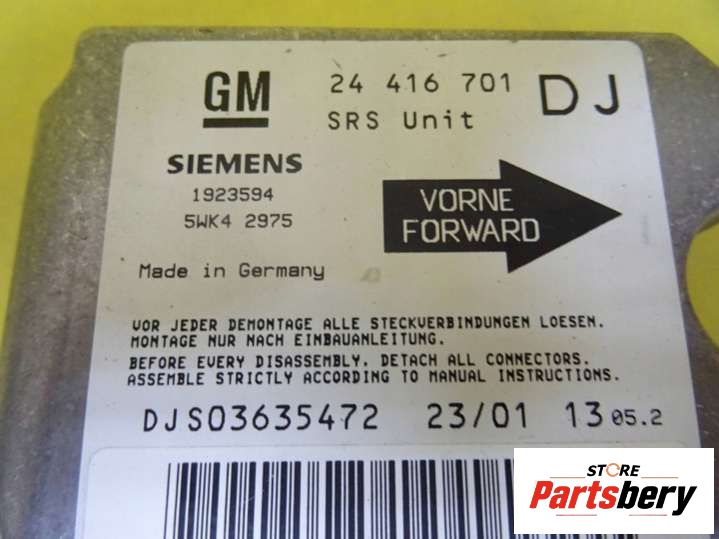 GM
24 416 701 DJ
SRS Unit
SIEMENS
1923594
5WK4 2975
VORNE
FORWARD
Made in Germany
VOR JEDER DEMONTAGE ALLE STECKVERBINDUNGEN LOESEN.
MONTAGE NUR NACH EINBAUANLEITUNG.
BEFORE EVERY DISASSEMBLY, DETACH ALL CONNECTORS.
ASSEMBLE STRICTLY ACCORDING TO MANUAL INSTRUCTIONS.
DJS03635472 23/01 13 05.2
STORE
Partsbery